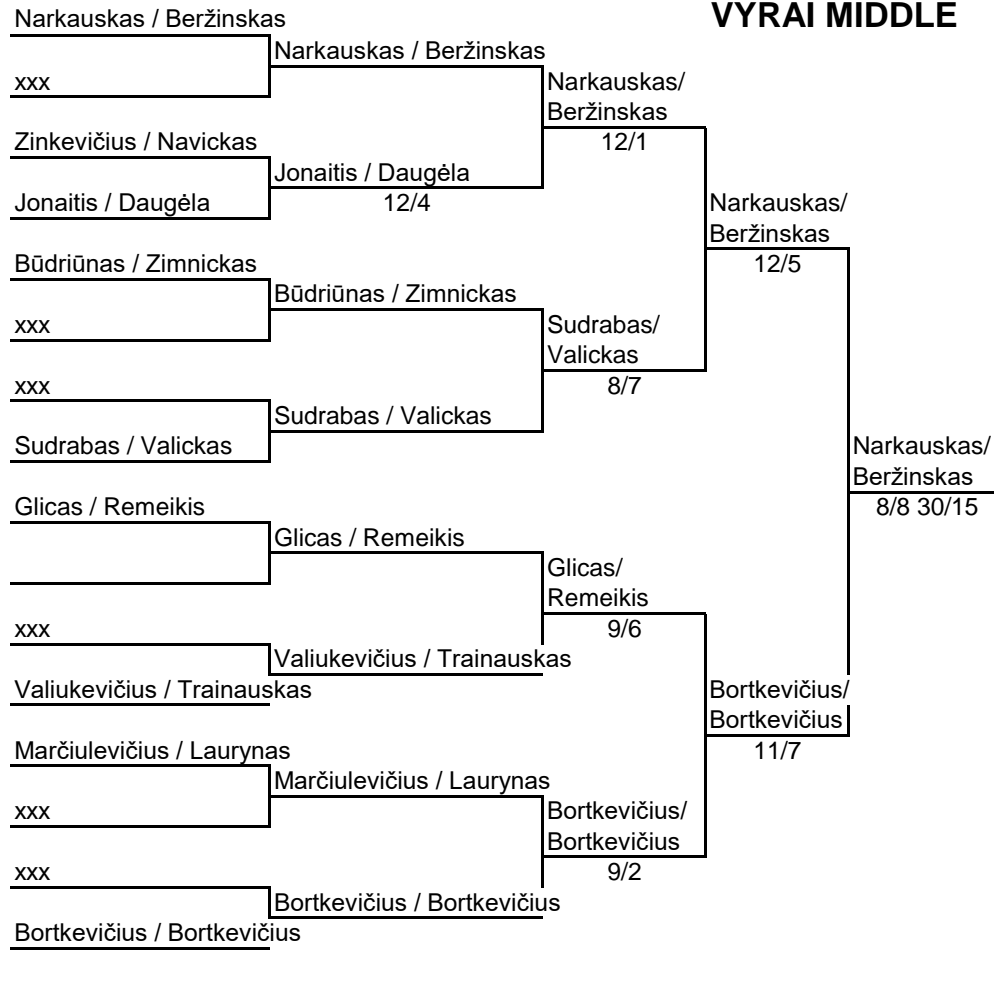 VYRAI MIDDLE
Narkauskas / Beržinskas
Narkauskas / Beržinskas
xxx
Narkauskas/
Beržinskas
12/1
Zinkevičius / Navickas
Jonaitis / Daugėla
12/4
Jonaitis / Daugėla
Narkauskas/
Beržinskas
12/5
Būdriūnas / Zimnickas
Būdriūnas / Zimnickas
xxx
Sudrabas/
Valickas
8/7
xxx
Sudrabas / Valickas
Sudrabas / Valickas
Narkauskas/
Beržinskas
8/8 30/15
Glicas / Remeikis
Glicas / Remeikis
Glicas/
Remeikis
9/6
xxx
Valiukevičius / Trainauskas
Valiukevičius / Trainauskas
Bortkevičius/
Bortkevičius
11/7
Marčiulevičius / Laurynas
Marčiulevičius / Laurynas
xxx
Bortkevičius/
Bortkevičius
9/2
xxx
Bortkevičius / Bortkevičius
Bortkevičius / Bortkevičius